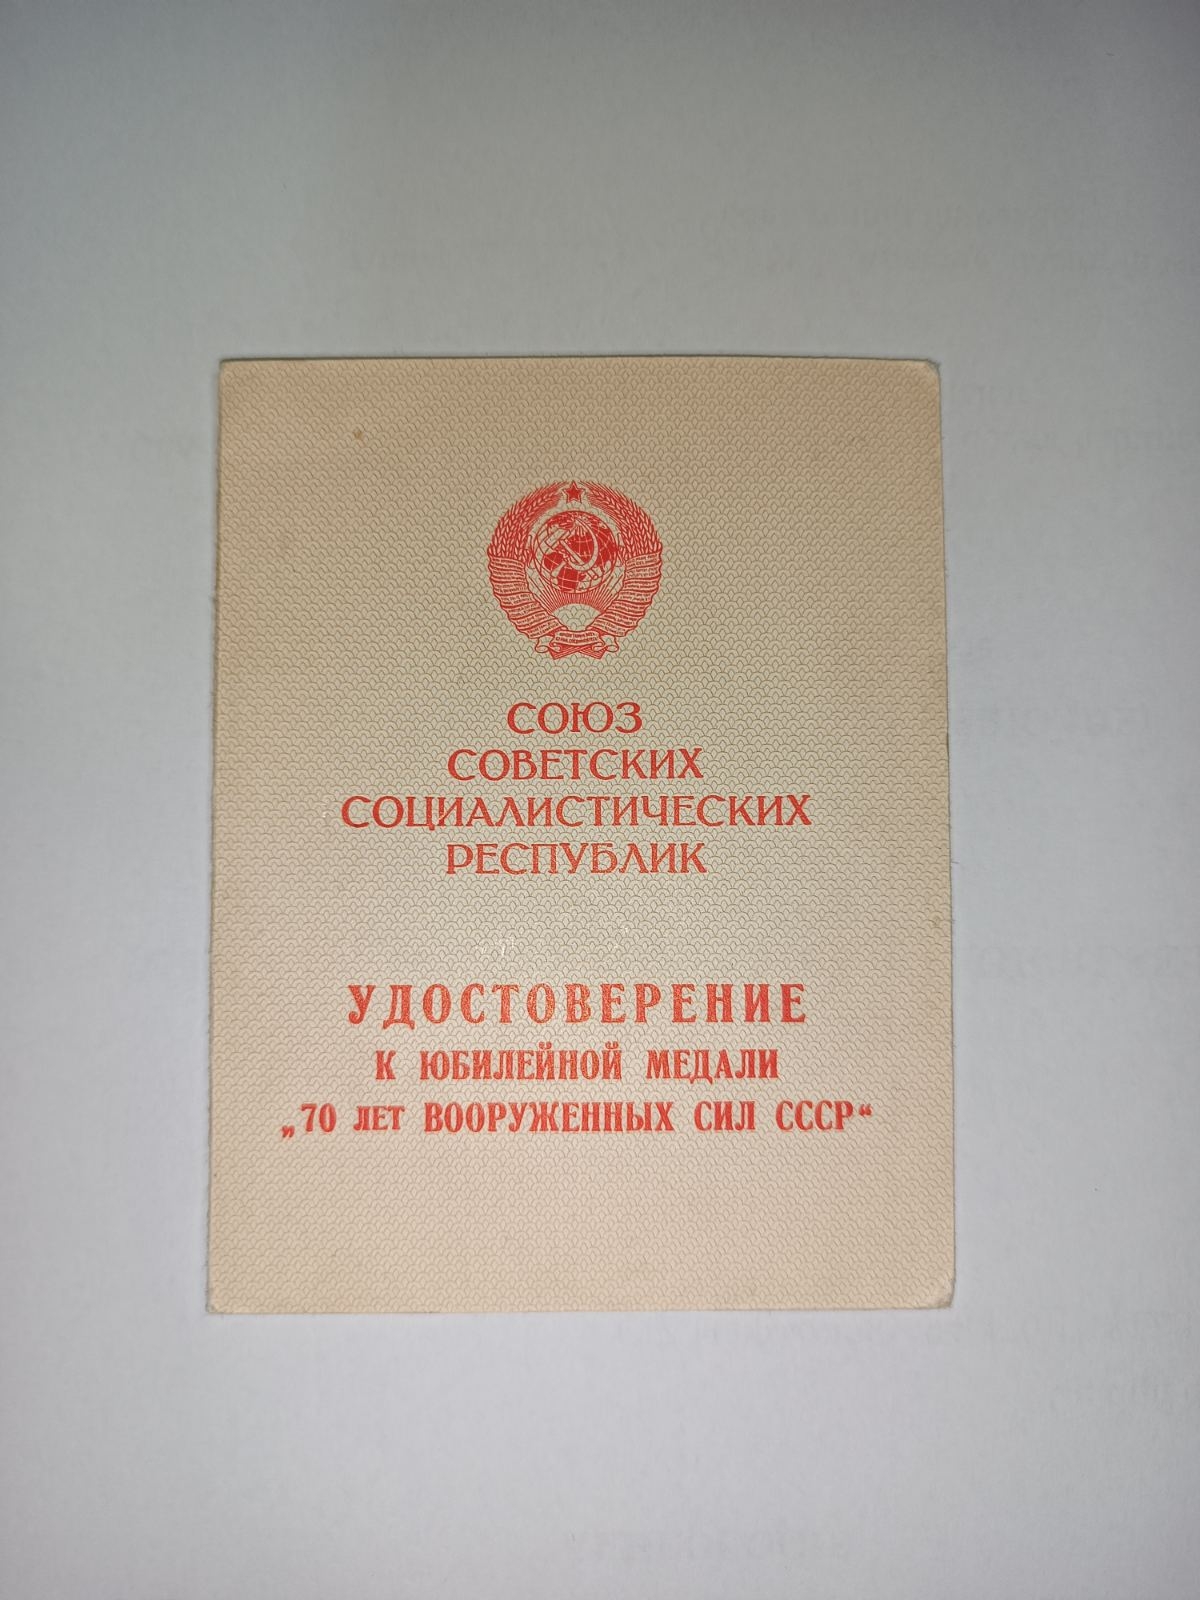 СОЮЗ
СОВЕТСКИХ
СОЦИАЛИСТИЧЕСКИХ
РЕСПУБЛИК
УДОСТОВЕРЕНИЕ
К ЮБИЛЕЙНОЙ МЕДАЛИ
„70 ЛЕТ ВООРУЖЕННЫХ СИЛ СССР“